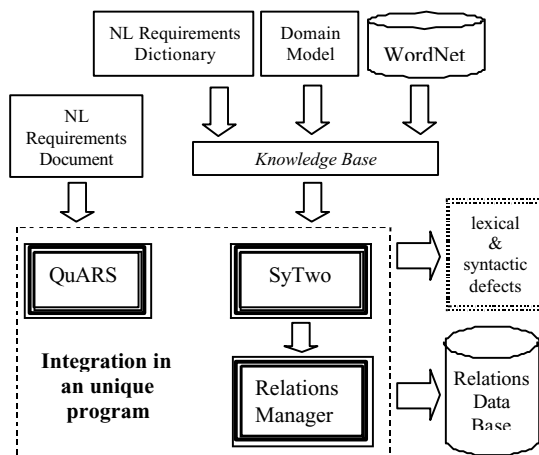 NL Requirements
Dictionary
Domain
Model
WordNet
NL
Requirements
Document
Knowledge Base
lexical
&
syntactic
defects
QuARS
SyTwo
Integration in
an unique
program
Relations
Manager
Relations
Data
Base